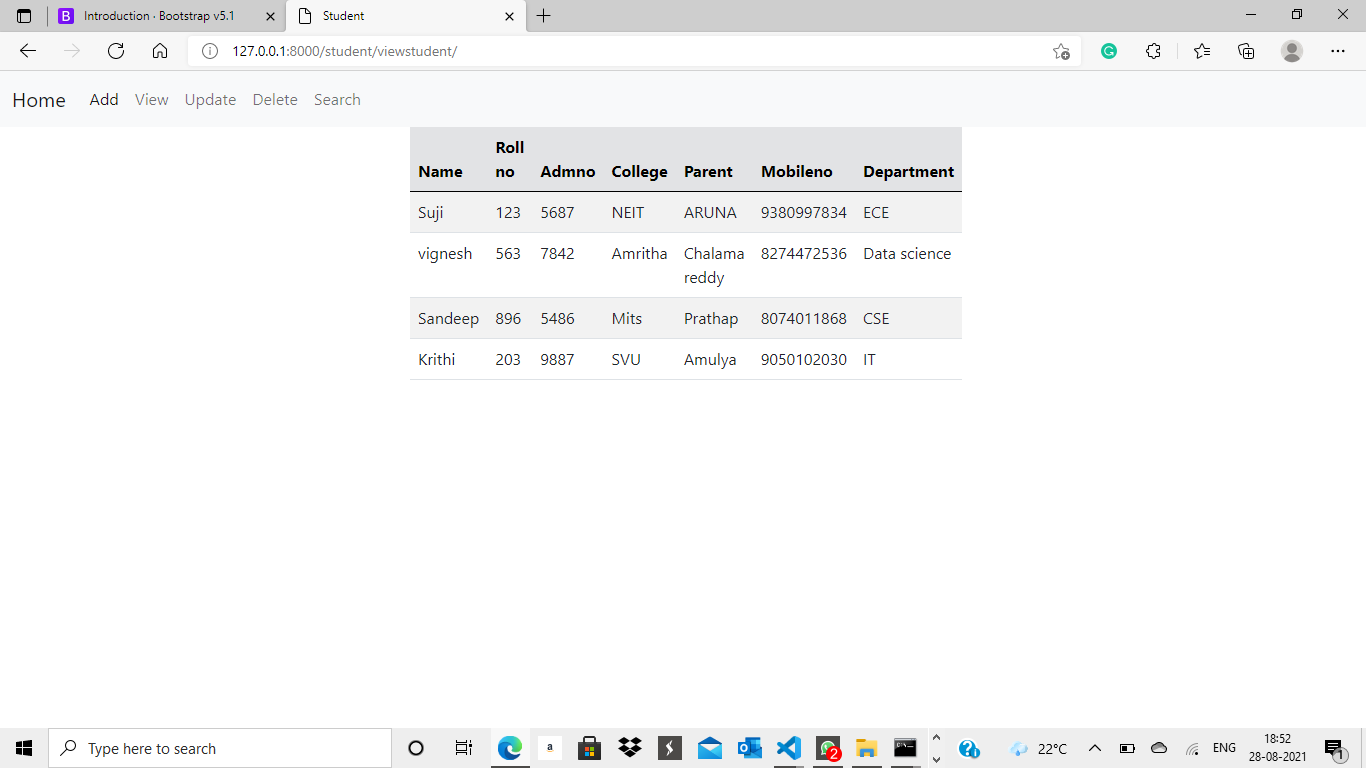 Introduction · Bootstrap v5.1
Student
127.0.0.1:8000/student/viewstudent/
Home Add View Update Delete Search
Name Roll no Admno College Parent Mobileno Department
Suji 123 5687 NEIT ARUNA 9380997834 ECE
vignesh 563 7842 Amritha Chalama reddy 8274472536 Data science
Sandeep 896 5486 Mits Prathap 8074011868 CSE
Krithi 203 9887 SVU Amulya 9050102030 IT
Type here to search
a
2
22°C
ENG
18:52
28-08-2021
1